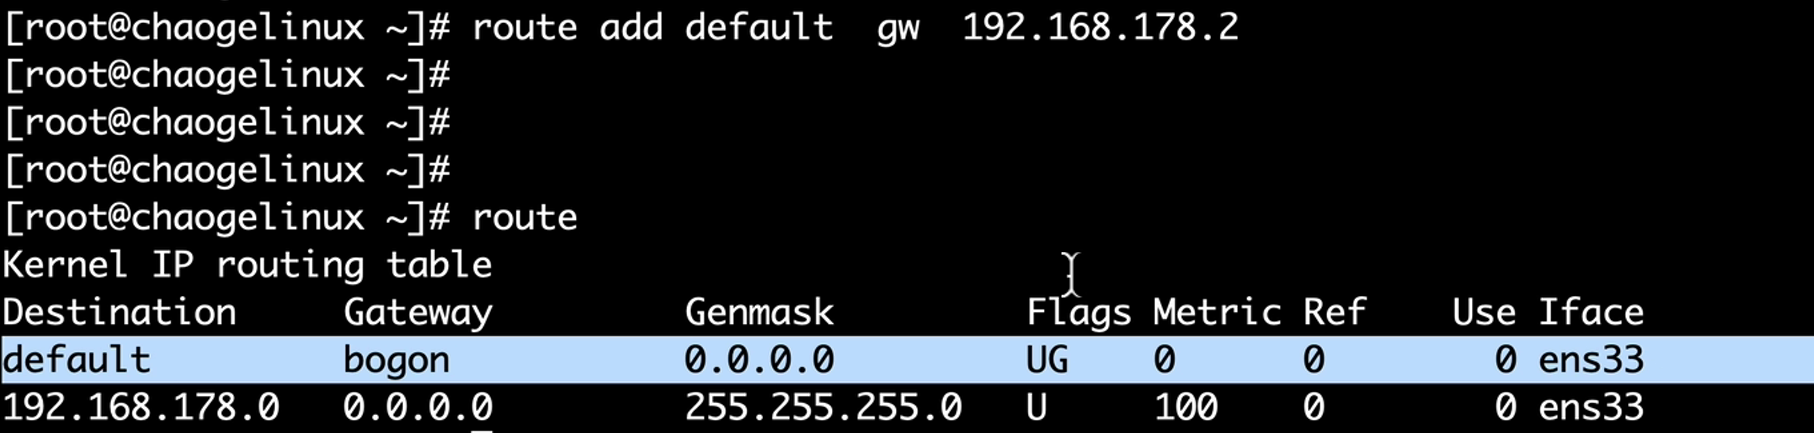 [root@chaogelinux ~]# route add default  gw  192.168.178.2
[root@chaogelinux ~]#
[root@chaogelinux ~]#
[root@chaogelinux ~]#
[root@chaogelinux ~]# route
Kernel IP routing table
Destination     Gateway         Genmask         Flags Metric Ref    Use Iface
default         bogon           0.0.0.0         UG    0      0        0 ens33
192.168.178.0   0.0.0.0         255.255.255.0   U     100    0        0 ens33